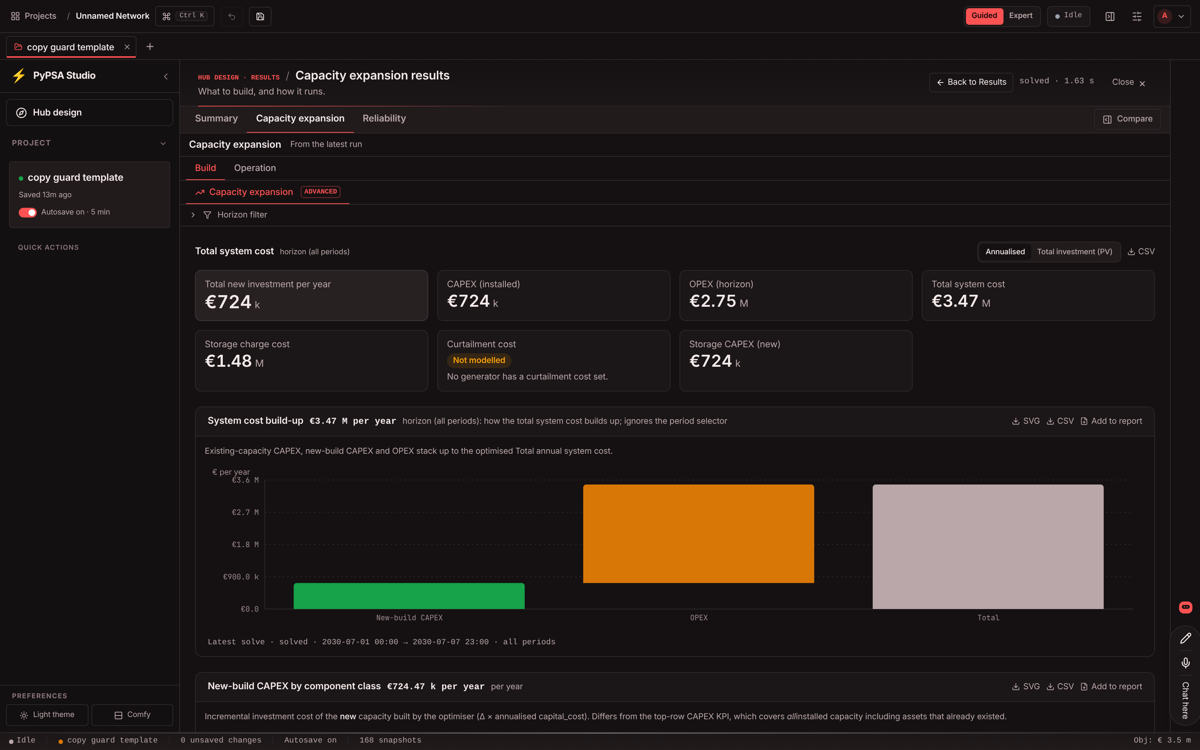 Projects / Unnamed Network ⌘ Ctrl K Guided Expert Idle A
copy guard template × +
PyPSA Studio
HUB DESIGN · RESULTS / Capacity expansion results
What to build, and how it runs.
← Back to Results solved · 1.63 s Close ×
Hub design
Summary Capacity expansion Reliability Compare
PROJECT
Capacity expansion From the latest run
copy guard template
Saved 13m ago
Autosave on · 5 min
Build Operation
Capacity expansion ADVANCED
Horizon filter
QUICK ACTIONS
Total system cost horizon (all periods) Annualised Total investment (PV) CSV
Total new investment per year
€724 k
CAPEX (installed)
€724 k
OPEX (horizon)
€2.75 M
Total system cost
€3.47 M
Storage charge cost
€1.48 M
Curtailment cost
Not modelled
No generator has a curtailment cost set.
Storage CAPEX (new)
€724 k
System cost build-up €3.47 M per year horizon (all periods): how the total system cost builds up; ignores the period selector SVG CSV Add to report
Existing-capacity CAPEX, new-build CAPEX and OPEX stack up to the optimised Total annual system cost.
€ per year
€3.6 M
€2.7 M
€1.8 M
€900.0 k
€0.0
New-build CAPEX OPEX Total
Latest solve · solved · 2030-07-01 00:00 → 2030-07-07 23:00 · all periods
New-build CAPEX by component class €724.47 k per year per year SVG CSV Add to report
Incremental investment cost of the new capacity built by the optimiser (Δ × annualised capital_cost). Differs from the top-row CAPEX KPI, which covers allinstalled capacity including assets that already existed.
Chat here
PREFERENCES
Light theme Comfy
Idle copy guard template 0 unsaved changes Autosave on 168 snapshots Obj: € 3.5 m